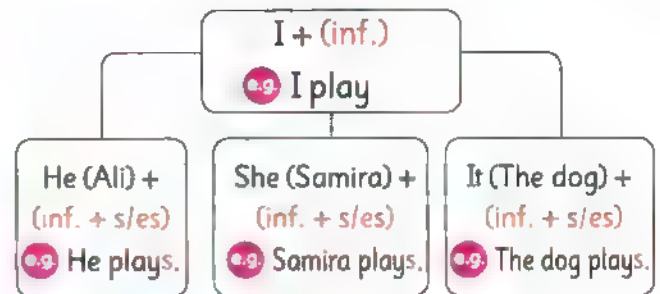 I + (inf.)
e.g. I play
He (Ali) +
(inf. + s/es)
e.g. He plays.
She (Samira) +
(inf. + s/es)
e.g. Samira plays.
It (The dog) +
(inf. + s/es)
e.g. The dog plays.